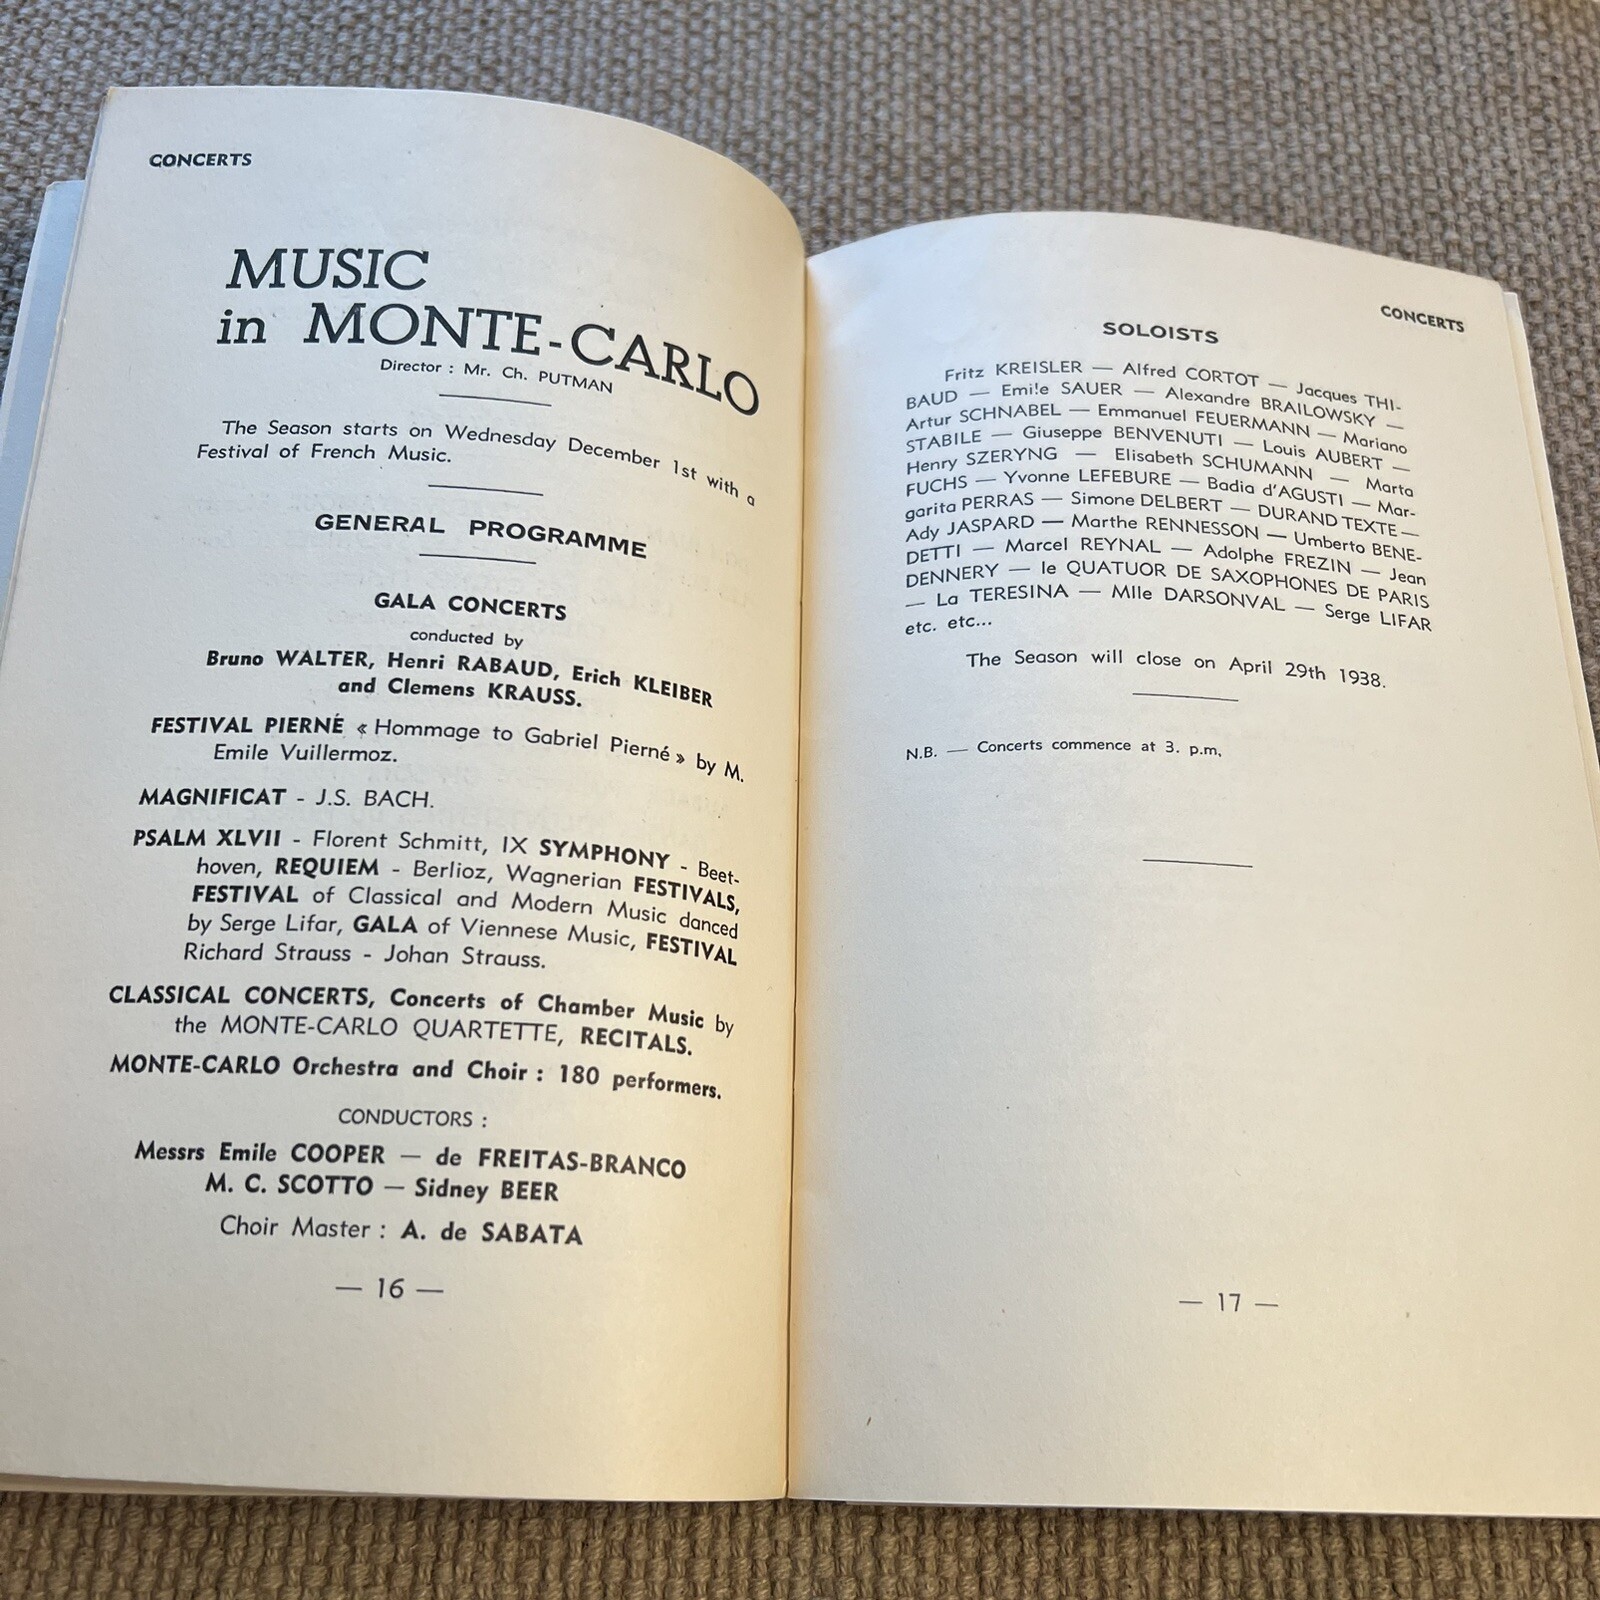 CONCERTS
MUSIC
in MONTE-CARLO
Director : Mr. Ch. PUTMAN
The Season starts on Wednesday December 1st with a
Festival of French Music.
GENERAL PROGRAMME
GALA CONCERTS
conducted by
Bruno WALTER, Henri RABAUD, Erich KLEIBER
and Clemens KRAUSS.
FESTIVAL PIERNÉ « Hommage to Gabriel Pierné » by M.
Emile Vuillermoz.
MAGNIFICAT - J.S. BACH.
PSALM XLVII - Florent Schmitt, IX SYMPHONY - Beet-
hoven, REQUIEM - Berlioz, Wagnerian FESTIVALS,
FESTIVAL of Classical and Modern Music danced
by Serge Lifar, GALA of Viennese Music, FESTIVAL
Richard Strauss - Johan Strauss.
CLASSICAL CONCERTS, Concerts of Chamber Music by
the MONTE-CARLO QUARTETTE, RECITALS.
MONTE-CARLO Orchestra and Choir : 180 performers.
CONDUCTORS :
Messrs Emile COOPER — de FREITAS-BRANCO
M. C. SCOTTO — Sidney BEER
Choir Master : A. de SABATA
— 16 —
CONCERTS
SOLOISTS
Fritz KREISLER — Alfred CORTOT — Jacques THI-
BAUD — Emi!e SAUER — Alexandre BRAILOWSKY —
Artur SCHNABEL — Emmanuel FEUERMANN — Mariano
STABILE — Giuseppe BENVENUTI — Louis AUBERT —
Henry SZERYNG — Elisabeth SCHUMANN — Marta
FUCHS — Yvonne LEFEBURE — Badia d'AGUSTI — Mar-
garita PERRAS — Simone DELBERT — DURAND TEXTE —
Ady JASPARD — Marthe RENNESSON — Umberto BENE-
DETTI — Marcel REYNAL — Adolphe FREZIN — Jean
DENNERY — le QUATUOR DE SAXOPHONES DE PARIS
— La TERESINA — Mlle DARSONVAL — Serge LIFAR
etc. etc...
The Season will close on April 29th 1938.
N.B. — Concerts commence at 3. p.m.
— 17 —